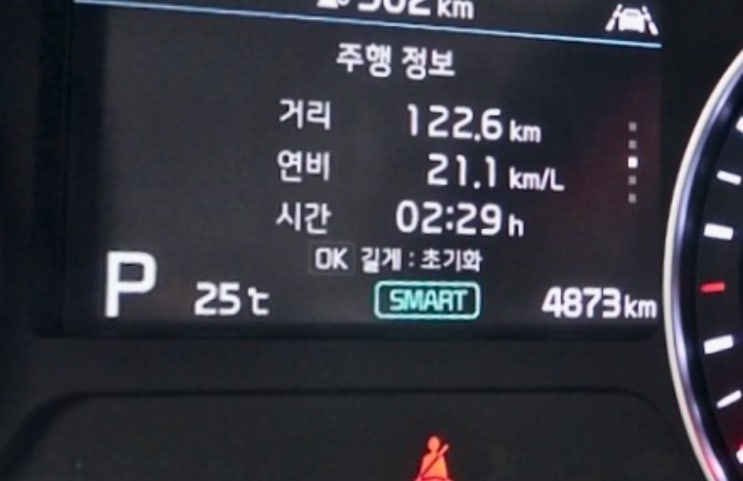 km
주행 정보
거리 122.6 km
연비 21.1 km/L
시간 02:29 h
OK 길게 : 초기화
P 25℃ SMART 4873 km